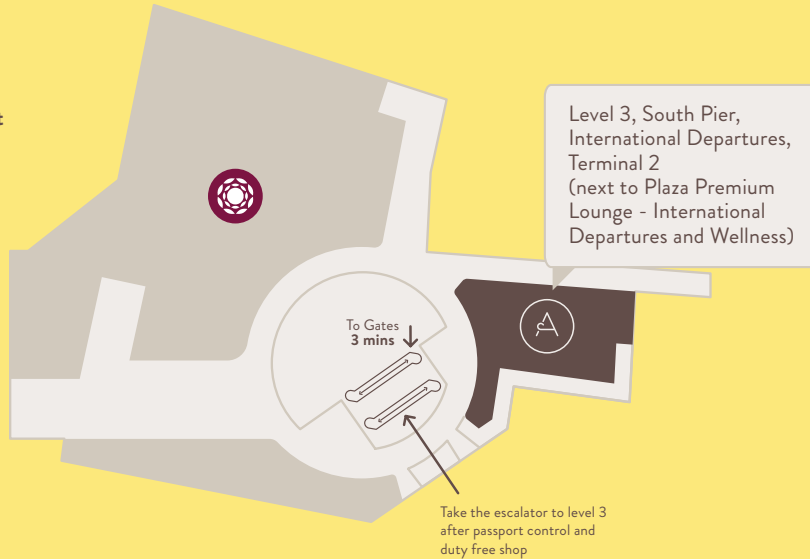 t
Level 3, South Pier,
International Departures,
Terminal 2
(next to Plaza Premium
Lounge - International
Departures and Wellness)
To Gates
3 mins
A
Take the escalator to level 3
after passport control and
duty free shop